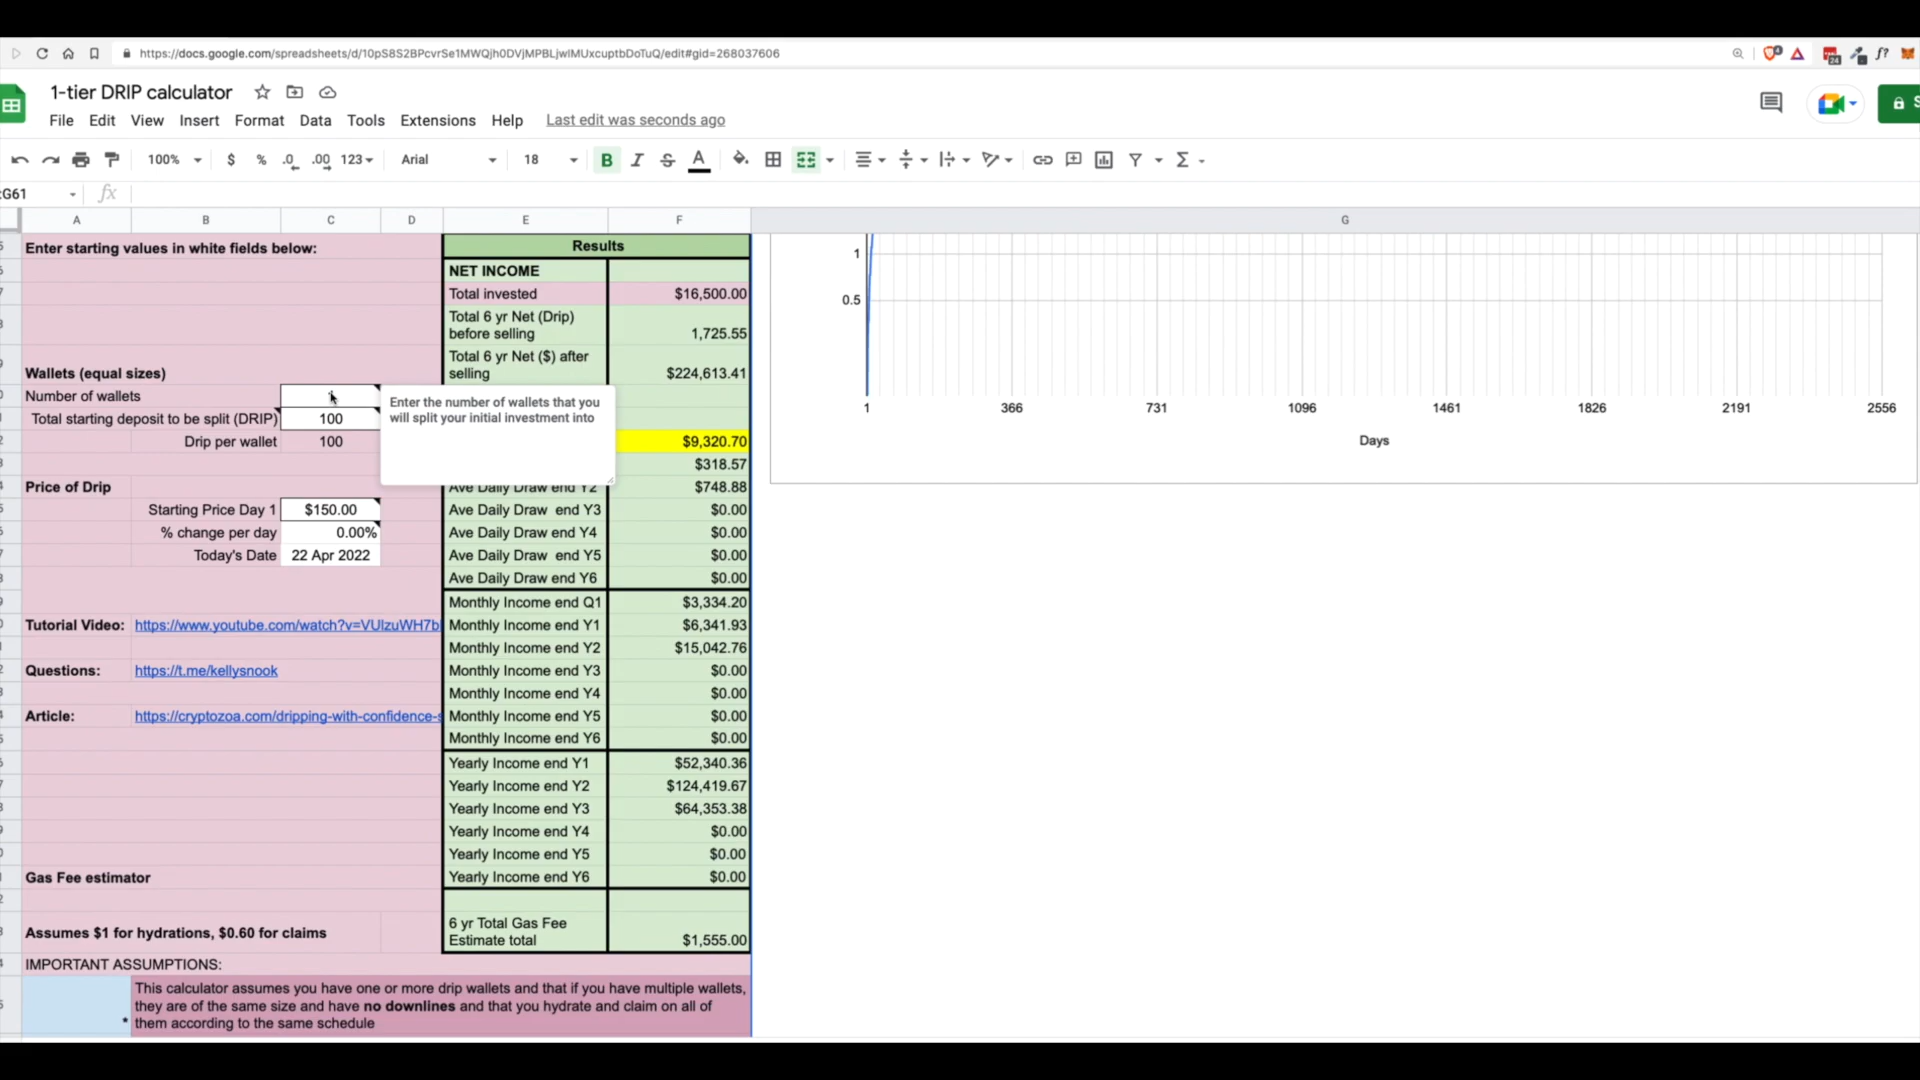 https://docs.google.com/spreadsheets/d/10pS8S2BPcvrSe1MWQjh0DVjMPBLjwIMUxcuptbDoTuQ/edit#gid=268037606
1-tier DRIP calculator
File Edit View Insert Format Data Tools Extensions Help Last edit was seconds ago
100% $ % .0 .00 123 Arial 18 B I S A
G61 fx
A B C D E F G
Enter starting values in white fields below: Results
NET INCOME
Total invested $16,500.00
Total 6 yr Net (Drip)
before selling 1,725.55
Total 6 yr Net ($) after
selling $224,613.41
Wallets (equal sizes)
Number of wallets
Enter the number of wallets that you
will split your initial investment into
Total starting deposit to be split (DRIP) 100
Drip per wallet 100 $9,320.70
$318.57
Price of Drip Ave Daily Draw end Y2 $748.88
Starting Price Day 1 $150.00 Ave Daily Draw end Y3 $0.00
% change per day 0.00% Ave Daily Draw end Y4 $0.00
Today's Date 22 Apr 2022 Ave Daily Draw end Y5 $0.00
Ave Daily Draw end Y6 $0.00
Monthly Income end Q1 $3,334.20
Tutorial Video: https://www.youtube.com/watch?v=VUlzuWH7b Monthly Income end Y1 $6,341.93
Monthly Income end Y2 $15,042.76
Questions: https://t.me/kellysnook Monthly Income end Y3 $0.00
Monthly Income end Y4 $0.00
Article: https://cryptozoa.com/dripping-with-confidence-s Monthly Income end Y5 $0.00
Monthly Income end Y6 $0.00
Yearly Income end Y1 $52,340.36
Yearly Income end Y2 $124,419.67
Yearly Income end Y3 $64,353.38
Yearly Income end Y4 $0.00
Yearly Income end Y5 $0.00
Gas Fee estimator Yearly Income end Y6 $0.00
6 yr Total Gas Fee
Assumes $1 for hydrations, $0.60 for claims Estimate total $1,555.00
IMPORTANT ASSUMPTIONS:
This calculator assumes you have one or more drip wallets and that if you have multiple wallets,
they are of the same size and have no downlines and that you hydrate and claim on all of
* them according to the same schedule
1
0.5
1 366 731 1096 1461 1826 2191 2556
Days